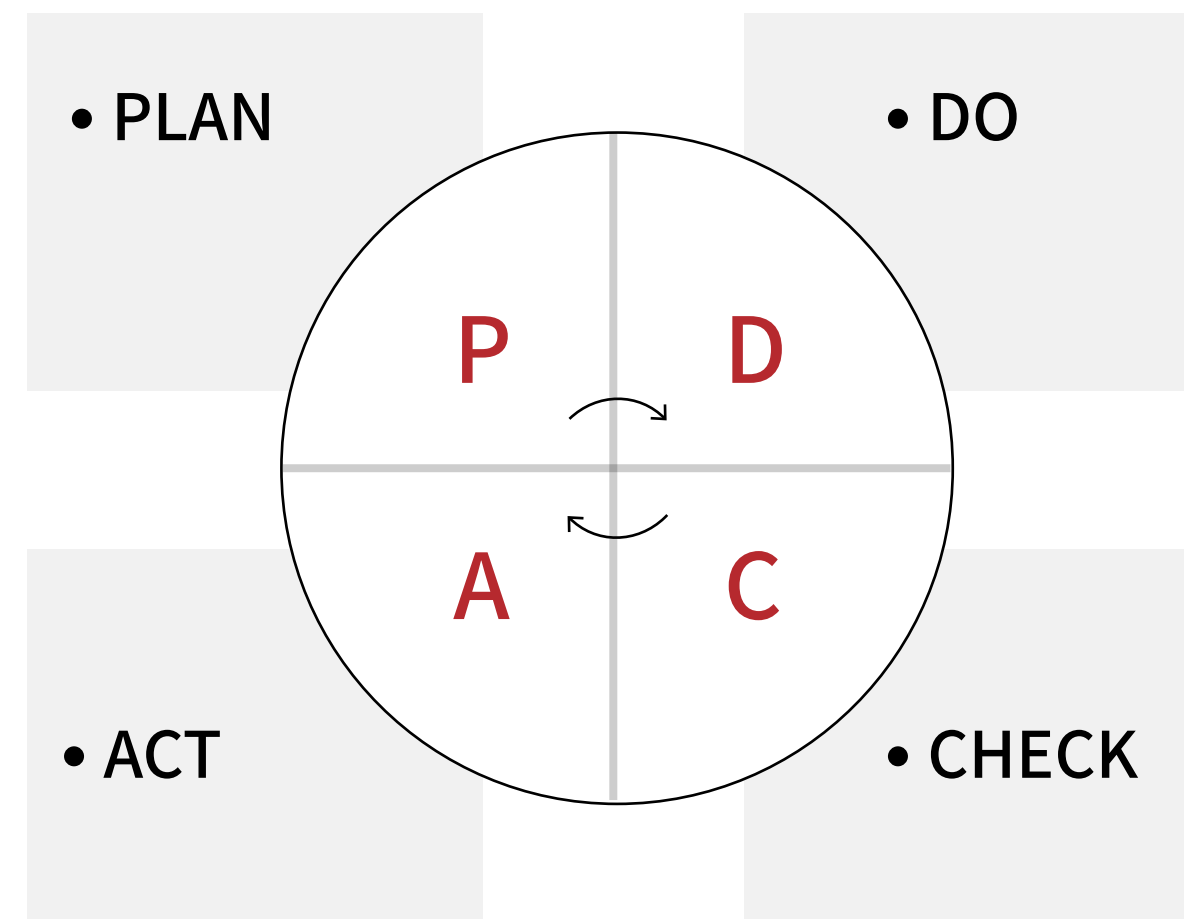 • PLAN
• DO
P
D
A
C
• ACT
• CHECK